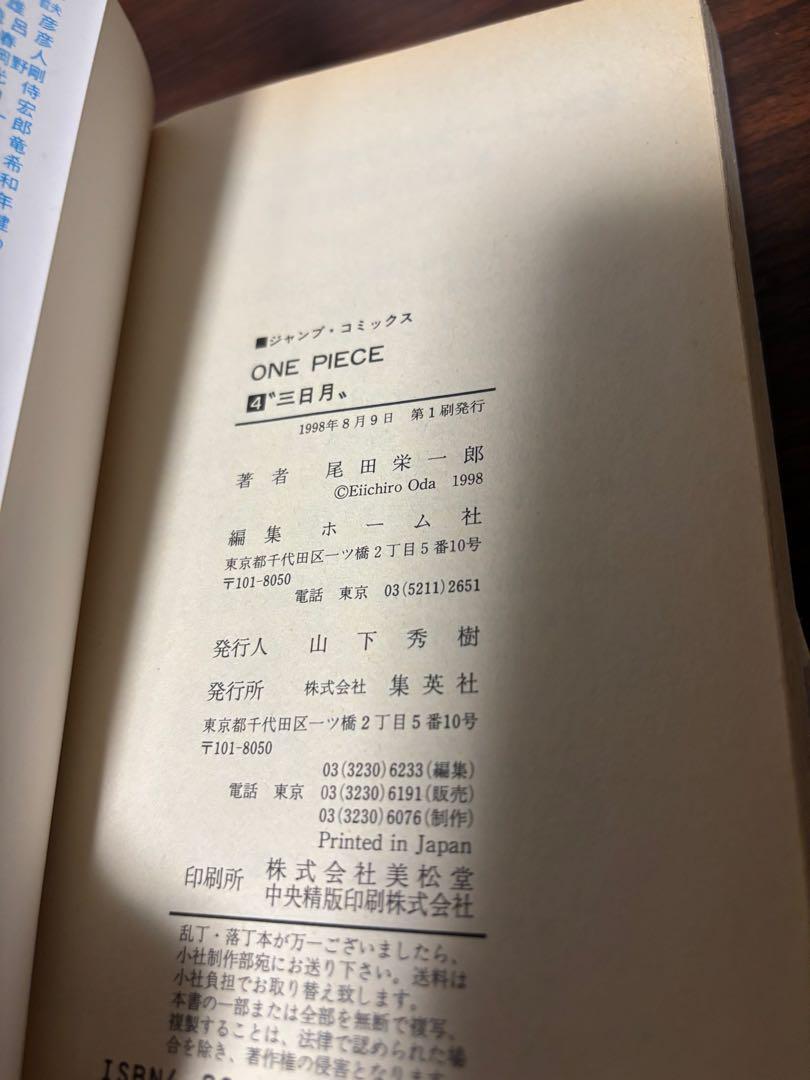 ■ジャンプ・コミックス
ONE PIECE
4 〝三日月〟
1998年8月9日 第1刷発行
著者 尾田栄一郎
©Eiichiro Oda 1998
編集 ホーム社
東京都千代田区一ツ橋2丁目5番10号
〒101-8050
電話 東京 03(5211)2651
発行人 山下秀樹
発行所 株式会社 集英社
東京都千代田区一ツ橋2丁目5番10号
〒101-8050
03(3230)6233(編集)
電話 東京 03(3230)6191(販売)
03(3230)6076(制作)
Printed in Japan
印刷所 株式会社美松堂
中央精版印刷株式会社
乱丁・落丁本が万一ございましたら、
小社制作部宛にお送り下さい。送料は
小社負担でお取り替え致します。
本書の一部または全部を無断で複写、
複製することは、法律で認められた場
合を除き、著作権の侵害となります。
ISBN4